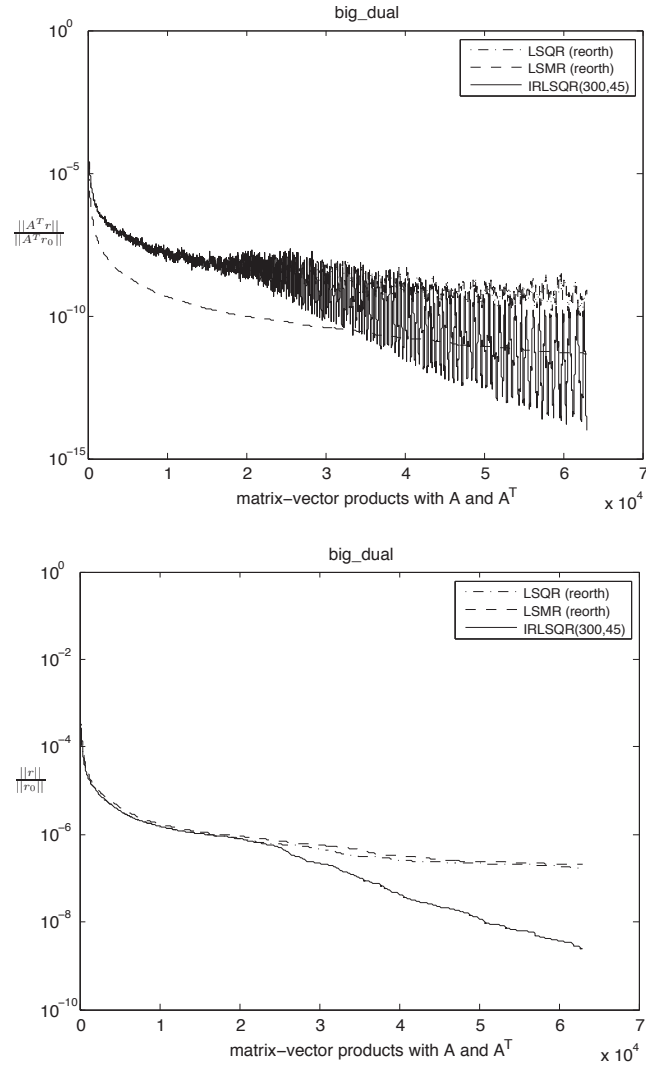 big_dual
10^0
10^-5
10^-10
10^-15
||A^T r||
||A^T r_0||
LSQR (reorth)
LSMR (reorth)
IRLSQR(300,45)
0 1 2 3 4 5 6 7
x 10^4
matrix−vector products with A and A^T
big_dual
10^0
10^-2
10^-4
10^-6
10^-8
10^-10
||r||
||r_0||
LSQR (reorth)
LSMR (reorth)
IRLSQR(300,45)
0 1 2 3 4 5 6 7
x 10^4
matrix−vector products with A and A^T